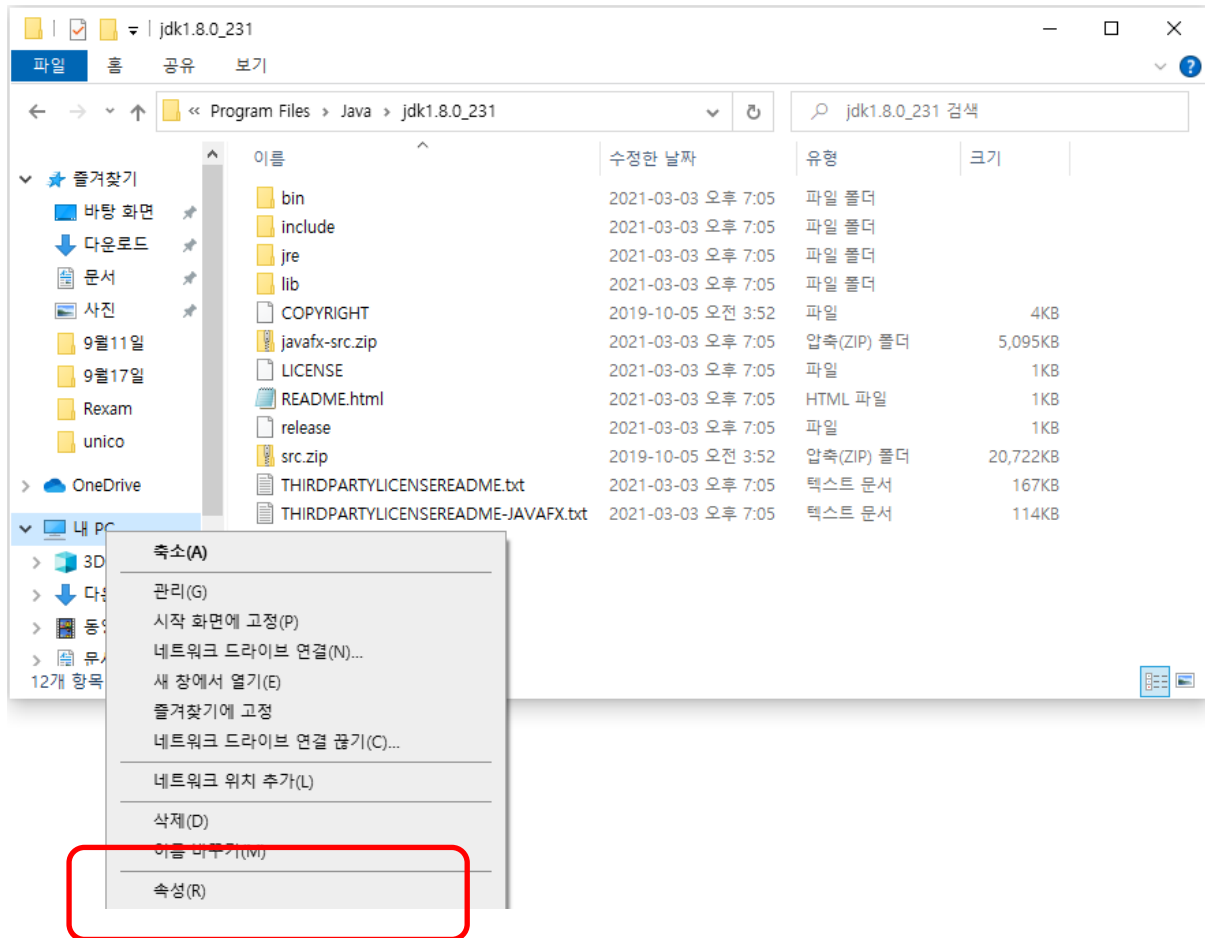 jdk1.8.0_231
파일 홈 공유 보기
« Program Files › Java › jdk1.8.0_231
jdk1.8.0_231 검색
이름 수정한 날짜 유형 크기
bin 2021-03-03 오후 7:05 파일 폴더
include 2021-03-03 오후 7:05 파일 폴더
jre 2021-03-03 오후 7:05 파일 폴더
lib 2021-03-03 오후 7:05 파일 폴더
COPYRIGHT 2019-10-05 오전 3:52 파일 4KB
javafx-src.zip 2021-03-03 오후 7:05 압축(ZIP) 폴더 5,095KB
LICENSE 2021-03-03 오후 7:05 파일 1KB
README.html 2021-03-03 오후 7:05 HTML 파일 1KB
release 2021-03-03 오후 7:05 파일 1KB
src.zip 2019-10-05 오전 3:52 압축(ZIP) 폴더 20,722KB
THIRDPARTYLICENSEREADME.txt 2021-03-03 오후 7:05 텍스트 문서 167KB
THIRDPARTYLICENSEREADME-JAVAFX.txt 2021-03-03 오후 7:05 텍스트 문서 114KB
즐겨찾기
바탕 화면
다운로드
문서
사진
9월11일
9월17일
Rexam
unico
OneDrive
내 PC
3D
12개 항목
축소(A)
관리(G)
시작 화면에 고정(P)
네트워크 드라이브 연결(N)...
새 창에서 열기(E)
즐겨찾기에 고정
네트워크 드라이브 연결 끊기(C)...
네트워크 위치 추가(L)
삭제(D)
이름 바꾸기(M)
속성(R)